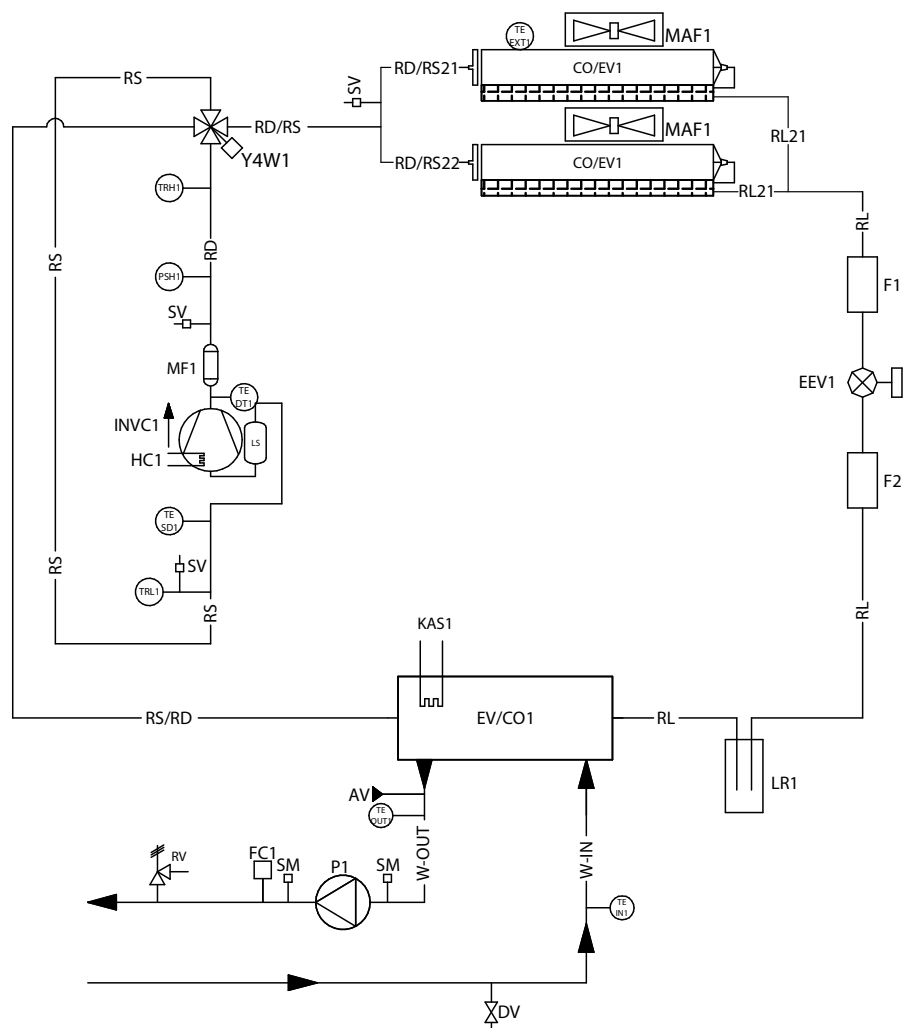 TE
EXT1
MAF1
RS
SV
RD/RS21
CO/EV1
RD/RS
MAF1
Y4W1
RD/RS22
CO/EV1
RL21
RL21
TRH1
RL
RD
RS
PSH1
F1
SV
MF1
EEV1
TE
DT1
INVC1
LS
HC1
F2
TE
SD1
SV
RS
TRL1
RS
RL
KAS1
RS/RD
EV/CO1
RL
LR1
AV
TE
OUT1
W-OUT
W-IN
RV
FC1
SM
P1
SM
TE
IN1
DV